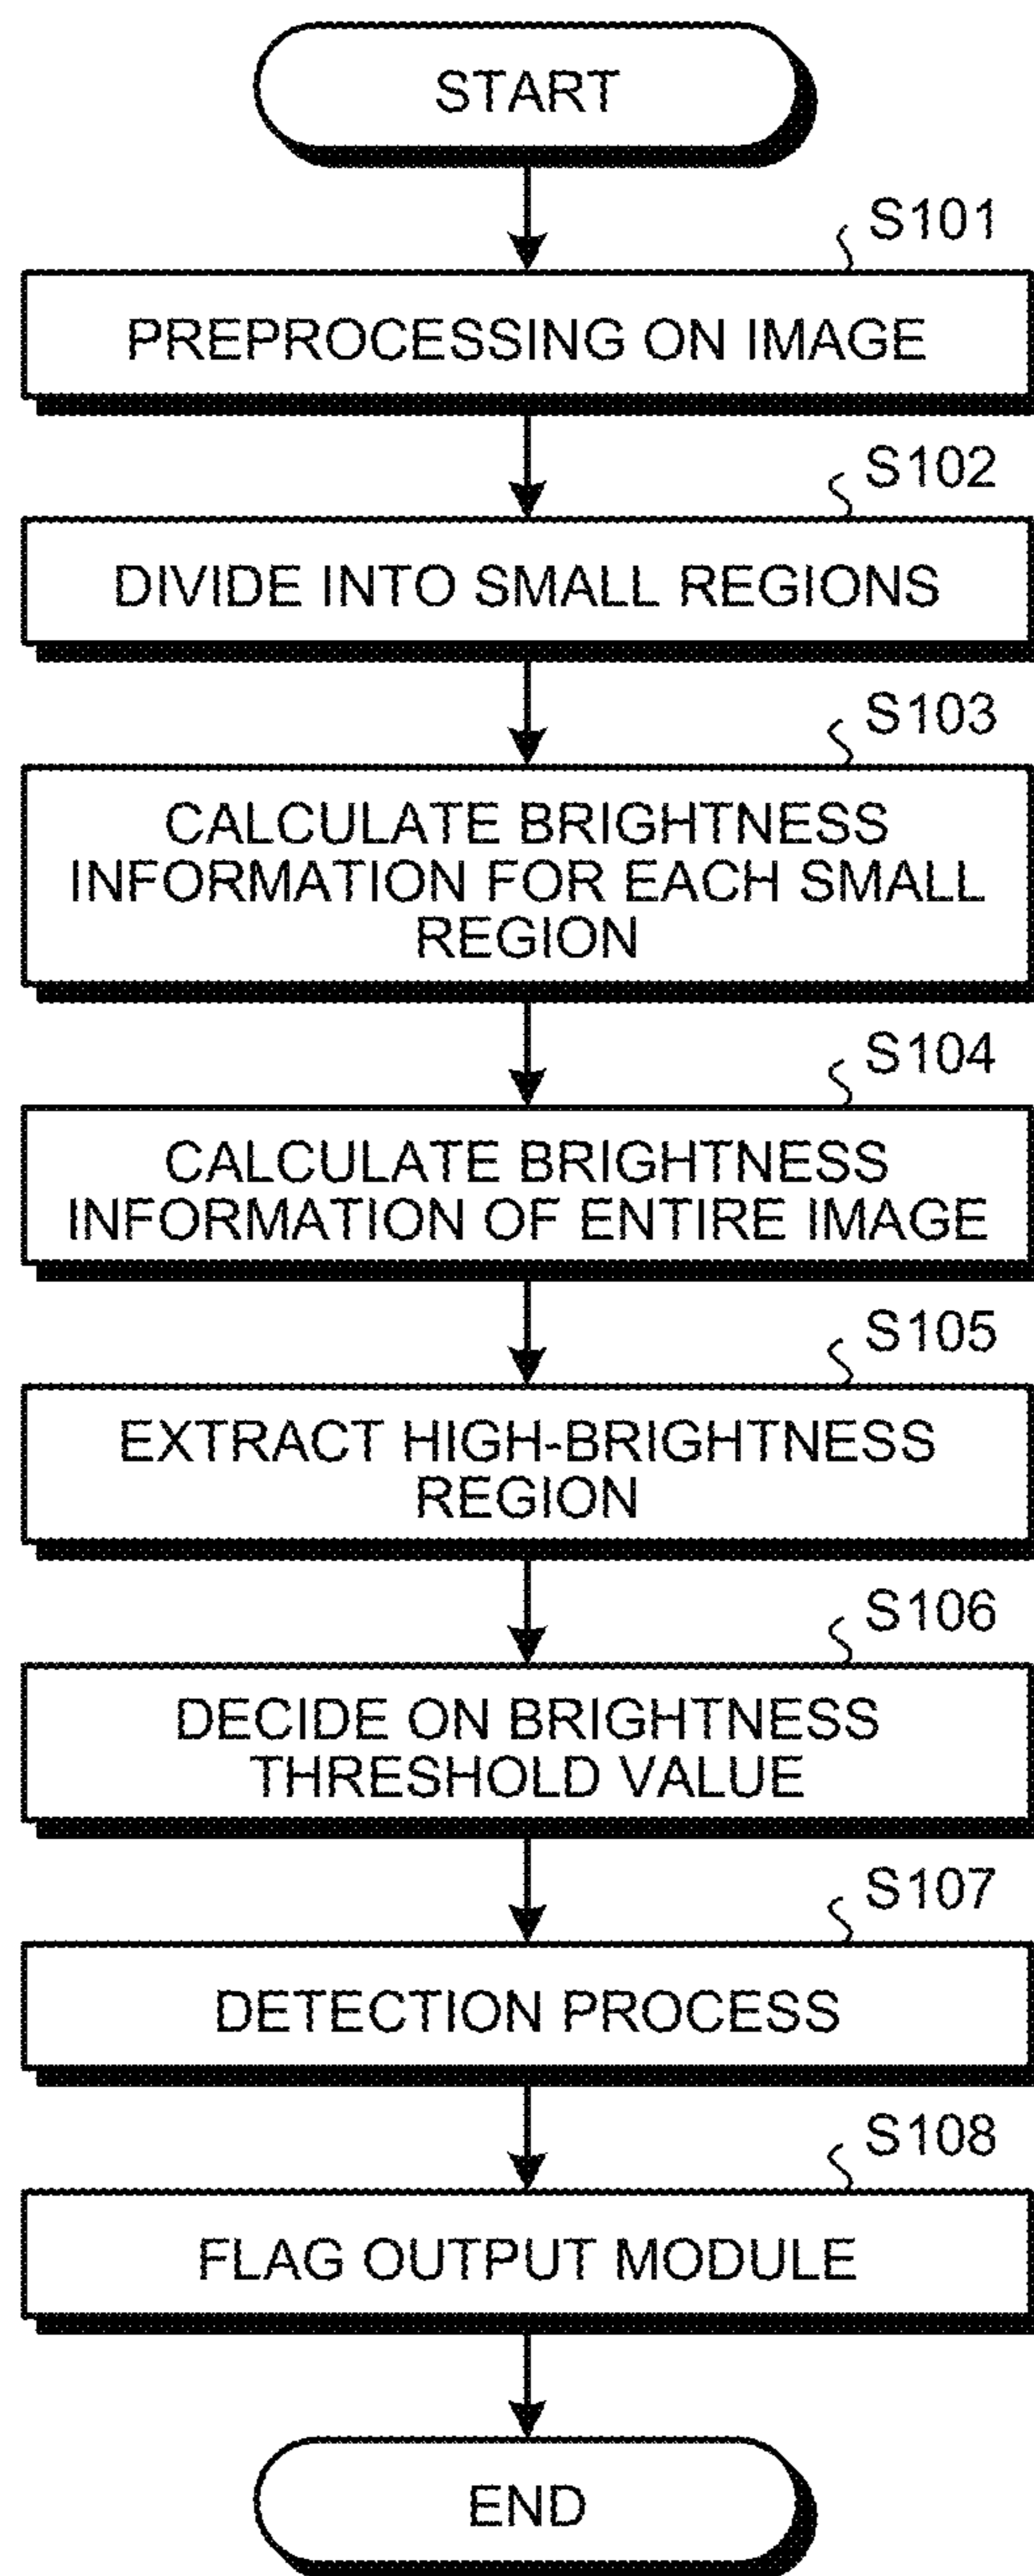 START
S101
PREPROCESSING ON IMAGE
S102
DIVIDE INTO SMALL REGIONS
S103
CALCULATE BRIGHTNESS
INFORMATION FOR EACH SMALL
REGION
S104
CALCULATE BRIGHTNESS
INFORMATION OF ENTIRE IMAGE
S105
EXTRACT HIGH-BRIGHTNESS
REGION
S106
DECIDE ON BRIGHTNESS
THRESHOLD VALUE
S107
DETECTION PROCESS
S108
FLAG OUTPUT MODULE
END